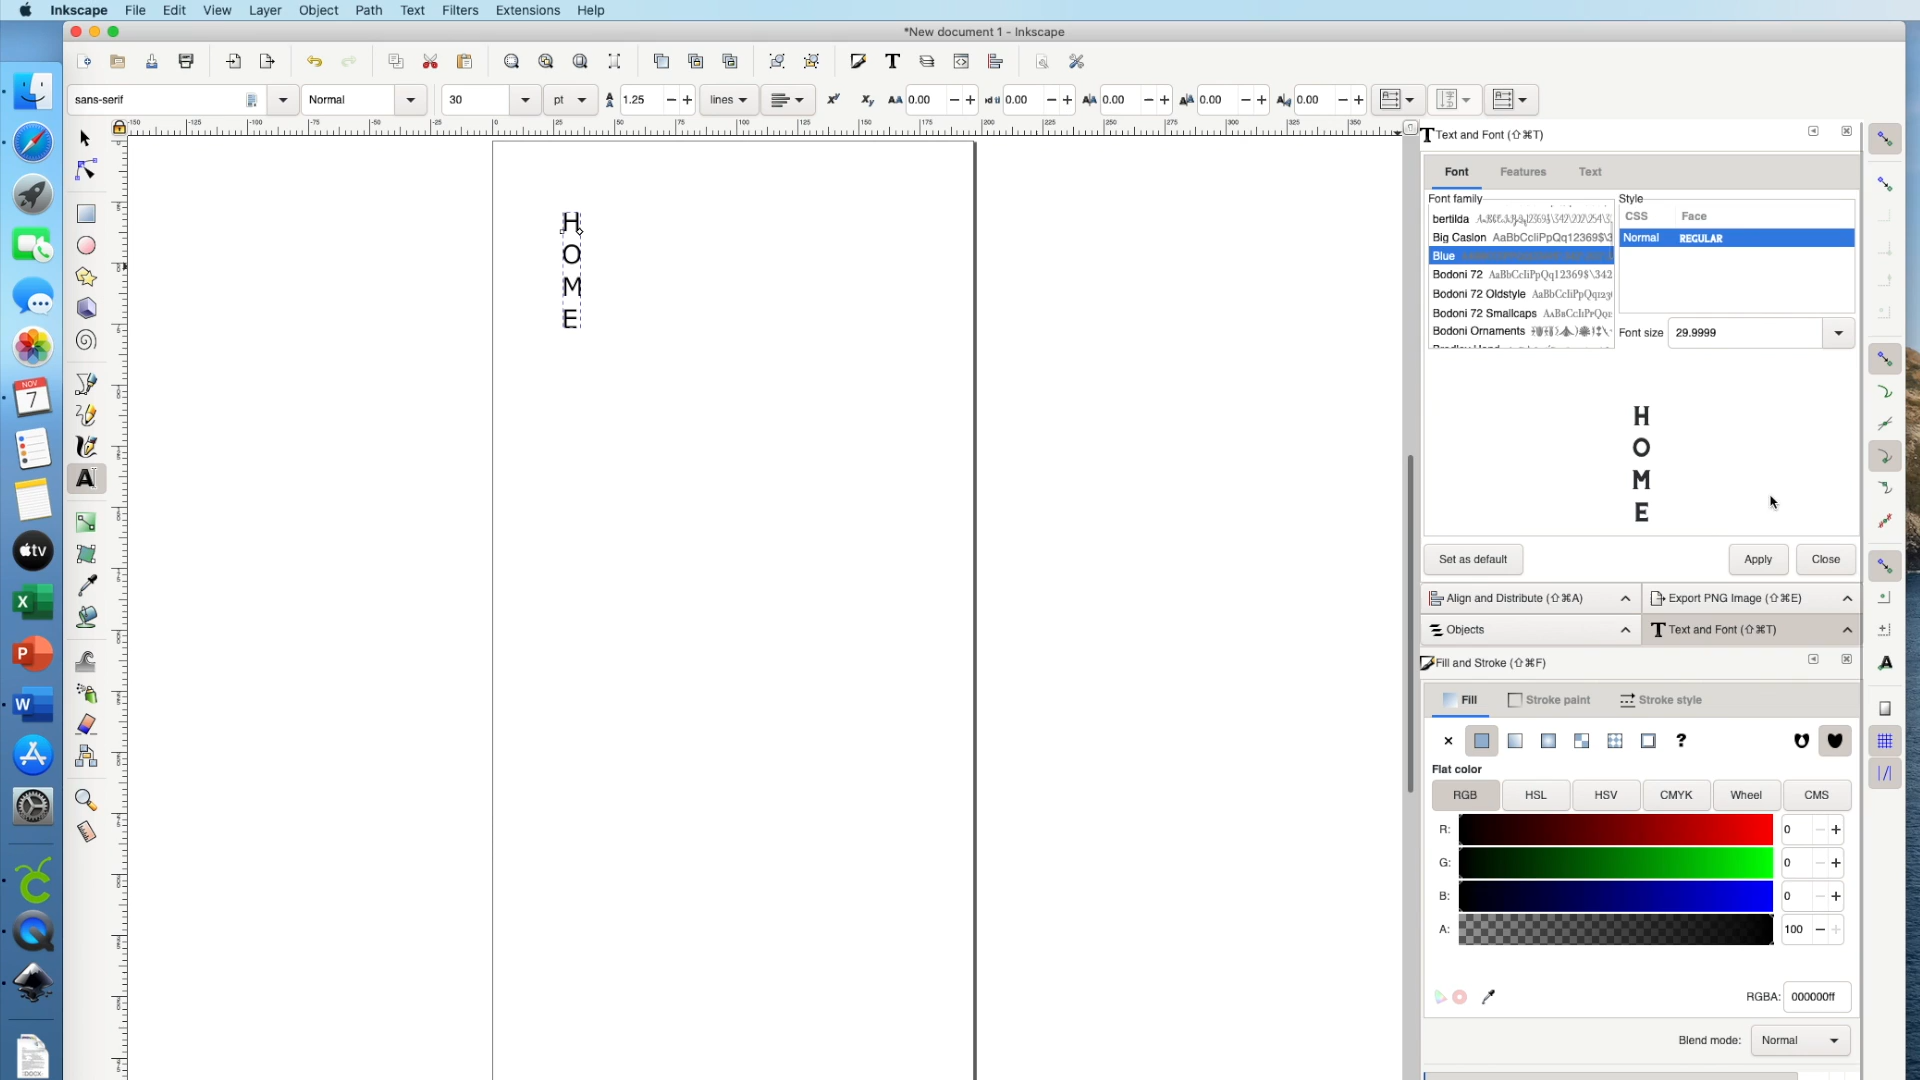 Inkscape File Edit View Layer Object Path Text Filters Extensions Help
*New document 1 - Inkscape
sans-serif Normal 30 pt 1.25 lines 0.00 0.00 0.00 0.00 0.00
Text and Font (⇧⌘T)
Font Features Text
Font family Style
CSS Face
bertilda
Big Caslon AaBbCcIiPpQq12369$
Normal REGULAR
Blue
Bodoni 72 AaBbCcIiPpQq12369$\342
Bodoni 72 Oldstyle
Bodoni 72 Smallcaps
Bodoni Ornaments
Font size 29.9999
H
O
M
E
H
O
M
E
Set as default Apply Close
Align and Distribute (⇧⌘A) Export PNG Image (⇧⌘E)
Objects Text and Font (⇧⌘T)
Fill and Stroke (⇧⌘F)
Fill Stroke paint Stroke style
Flat color
RGB HSL HSV CMYK Wheel CMS
R: 0
G: 0
B: 0
A: 100
RGBA: 000000ff
Blend mode: Normal
NOV
7
tv
X
P
W
DOCX